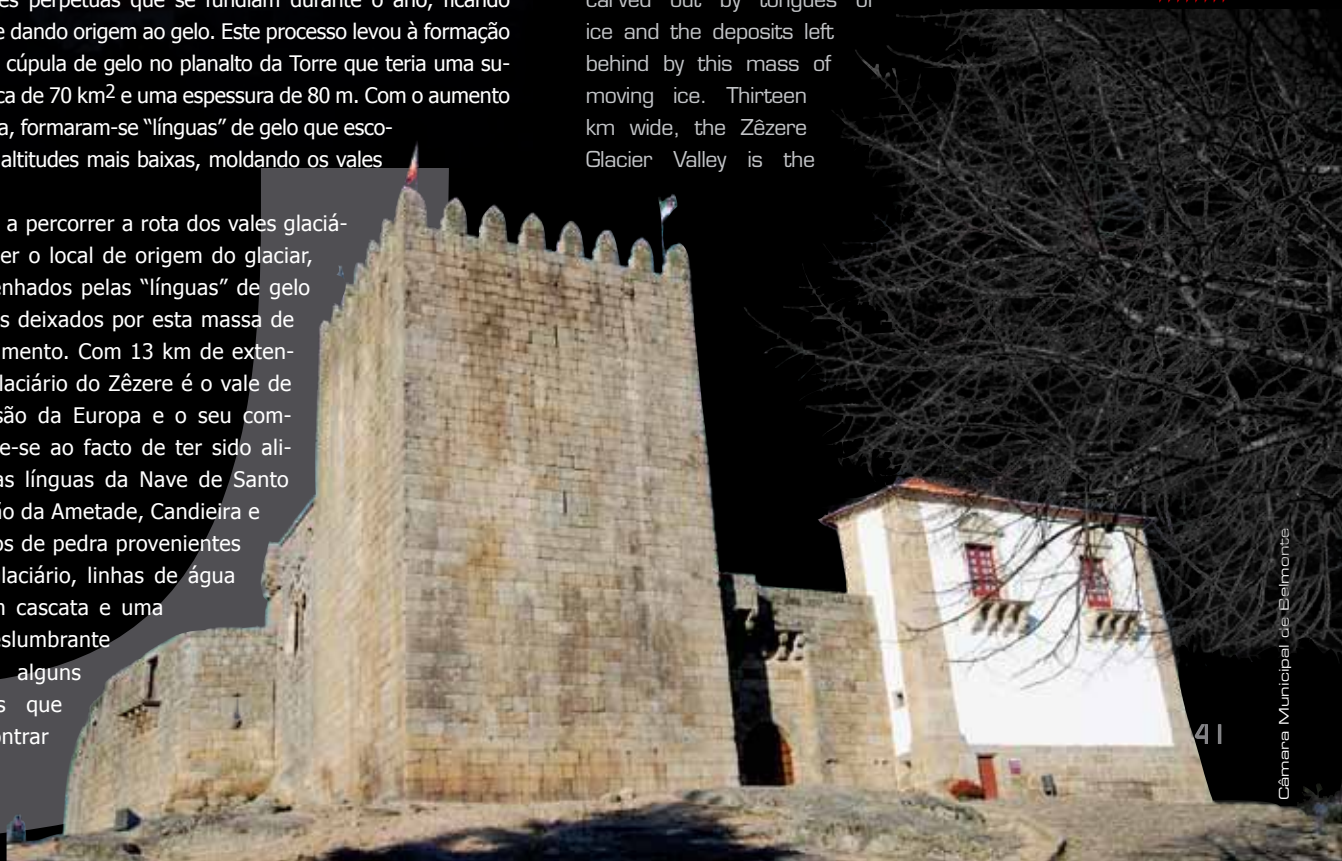 es perpétuas que se fundiam durante o ano, ficando
e dando origem ao gelo. Este processo levou à formação
cúpula de gelo no planalto da Torre que teria uma su-
ca de 70 km2 e uma espessura de 80 m. Com o aumento
a, formaram-se “línguas” de gelo que esco-
altitudes mais baixas, moldando os vales
a percorrer a rota dos vales glaciá-
er o local de origem do glaciar,
enhados pelas “línguas” de gelo
s deixados por esta massa de
mento. Com 13 km de exten-
laciário do Zêzere é o vale de
são da Europa e o seu com-
e-se ao facto de ter sido ali-
as línguas da Nave de Santo
ão da Ametade, Candieira e
os de pedra provenientes
laciário, linhas de água
m cascata e uma
eslumbrante
alguns
s que
ontrar
carved out by tongues of
ice and the deposits left
behind by this mass of
moving ice. Thirteen
km wide, the Zêzere
Glacier Valley is the
41
Câmara Municipal de Belmonte